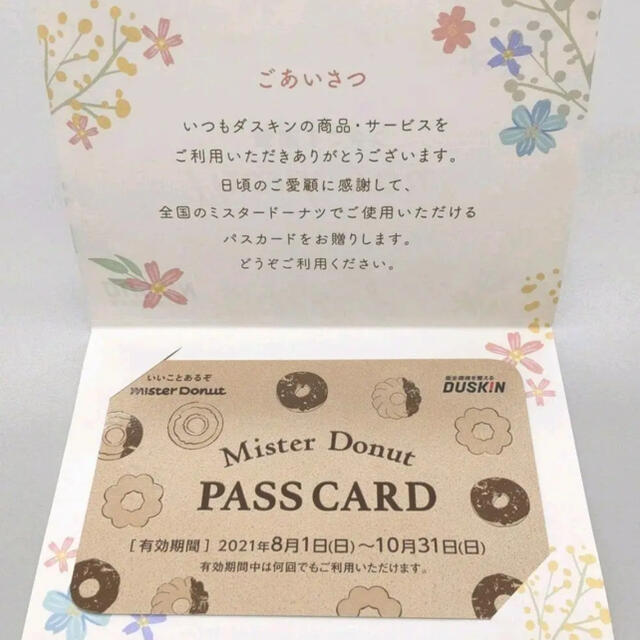 ごあいさつ
いつもダスキンの商品・サービスを
ご利用いただきありがとうございます。
日頃のご愛顧に感謝して、
全国のミスタードーナツでご使用いただける
パスカードをお贈りします。
どうぞご利用ください。
いいことあるぞ
mister Donut
DUSKIN
Mister Donut
PASS CARD
[有効期間] 2021年8月1日(日)〜10月31日(日)
有効期間中は何回でもご利用いただけます。